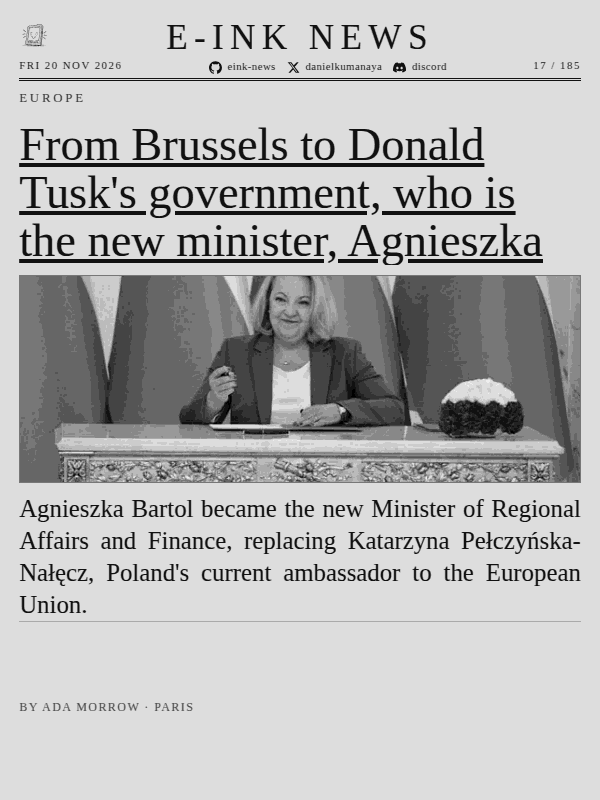 E-INK NEWS
FRI 20 NOV 2026
eink-news
danielkumanaya
discord
17 / 185
EUROPE
From Brussels to Donald
Tusk's government, who is
the new minister, Agnieszka
Agnieszka Bartol became the new Minister of Regional
Affairs and Finance, replacing Katarzyna Pełczyńska-
Nałęcz, Poland's current ambassador to the European
Union.
BY ADA MORROW · PARIS